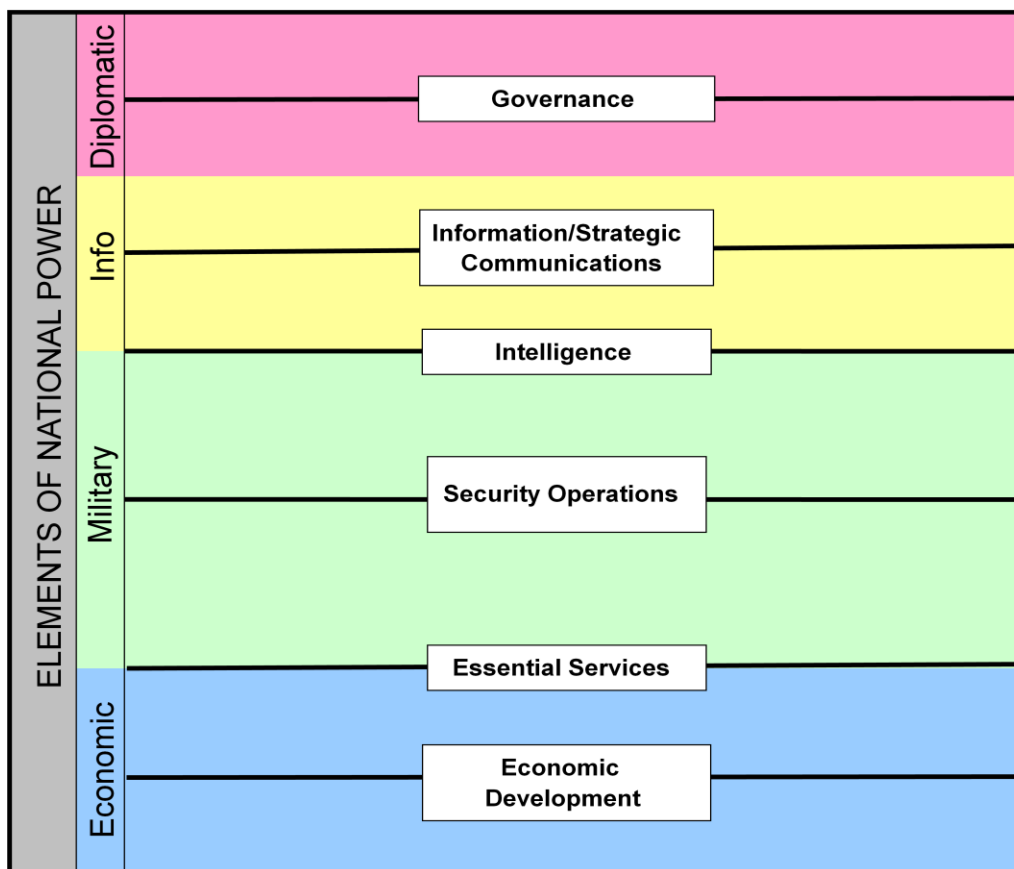 ELEMENTS OF NATIONAL POWER
Diplomatic
Governance
Info
Information/Strategic
Communications
Intelligence
Military
Security Operations
Essential Services
Economic
Economic
Development